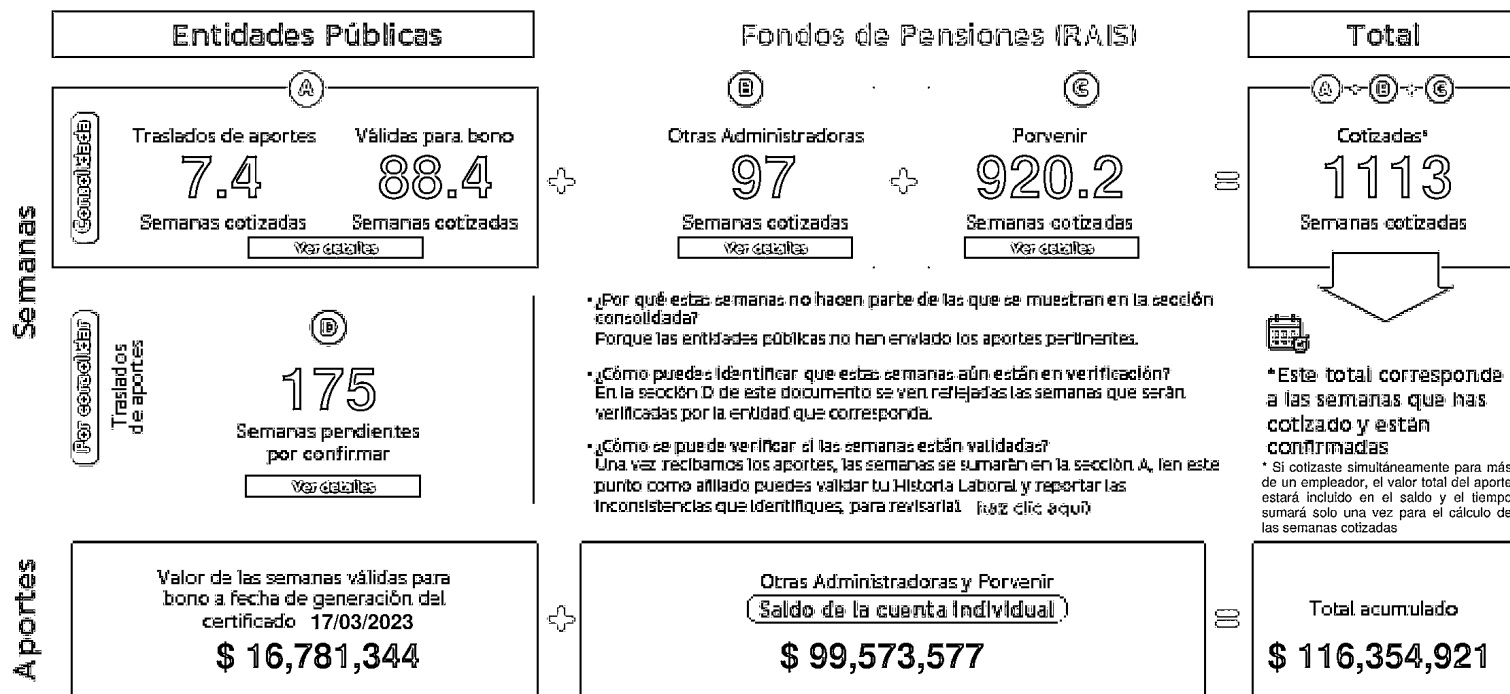 Entidades Públicas
Fondos de Pensiones (RAIS)
Total
A
B
C
A + B + C
Semanas
Consolidada
Traslados de aportes
7.4
Semanas cotizadas
Válidas para bono
88.4
Semanas cotizadas
Ver detalles
+
Otras Administradoras
97
Semanas cotizadas
Ver detalles
+
Porvenir
920.2
Semanas cotizadas
Ver detalles
=
Cotizadas*
1113
Semanas cotizadas
Por consolidar
Traslados
de aportes
D
175
Semanas pendientes
por confirmar
Ver detalles
• ¿Por qué estas semanas no hacen parte de las que se muestran en la sección
consolidada?
Porque las entidades públicas no han enviado los aportes pertinentes.
• ¿Cómo puedes identificar que estas semanas aún están en verificación?
En la sección D de este documento se ven reflejadas las semanas que serán
verificadas por la entidad que corresponda.
• ¿Cómo se puede verificar si las semanas están validadas?
Una vez recibamos los aportes, las semanas se sumarán en la sección A, (en este
punto como afiliado puedes validar tu Historia Laboral y reportar las
inconsistencias que identifiques, para revisarla). (haz clic aquí)
*Este total corresponde
a las semanas que has
cotizado y están
confirmadas
* Si cotizaste simultáneamente para más
de un empleador, el valor total del aporte
estará incluido en el saldo y el tiempo
sumará solo una vez para el cálculo de
las semanas cotizadas
Aportes
Valor de las semanas válidas para
bono a fecha de generación del
certificado 17/03/2023
$ 16,781,344
+
Otras Administradoras y Porvenir
Saldo de la cuenta individual
$ 99,573,577
=
Total acumulado
$ 116,354,921